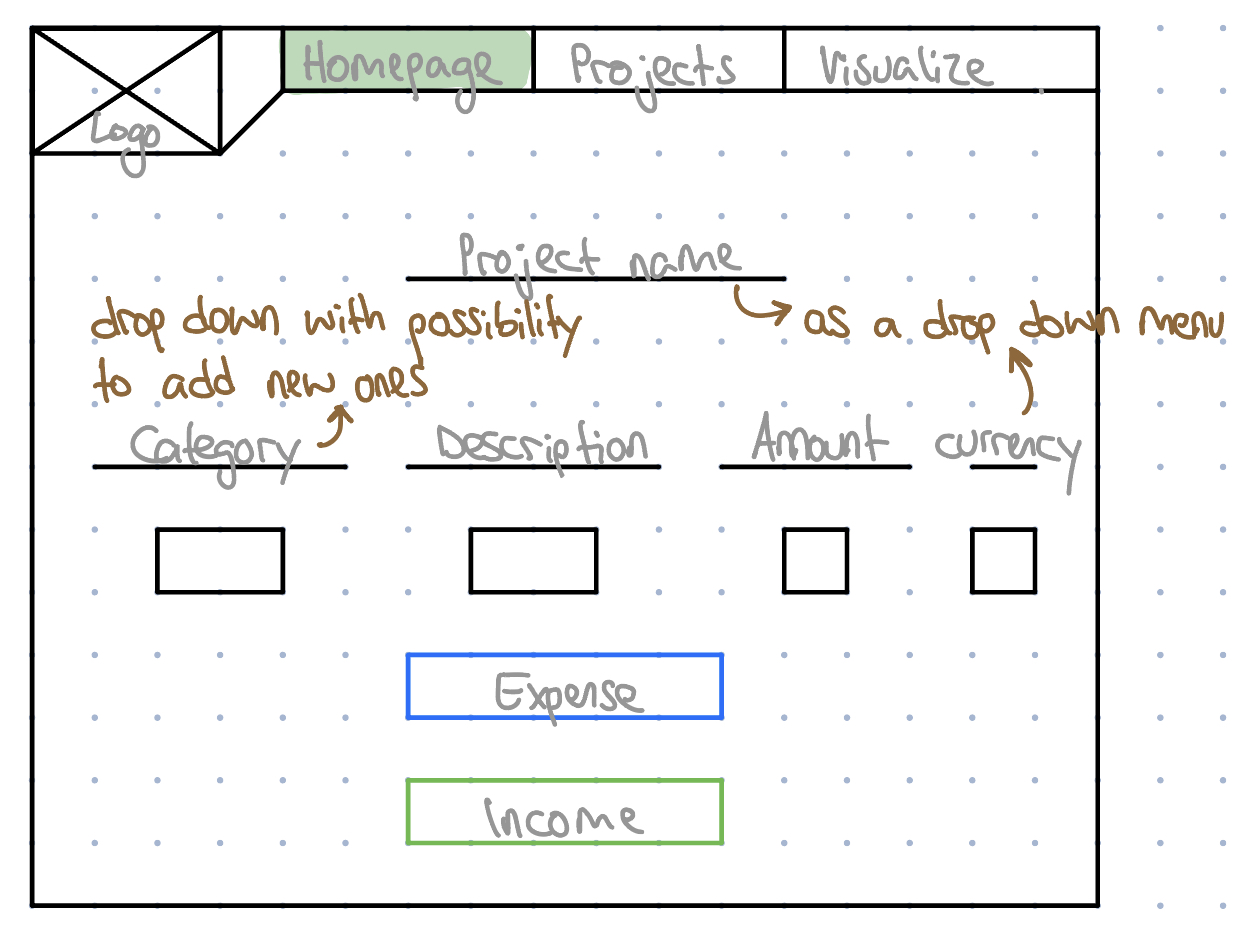 Homepage Projects Visualize
Logo
Project name
drop down with possibility
to add new ones
as a drop down menu
Category Description Amount currency
Expense
Income